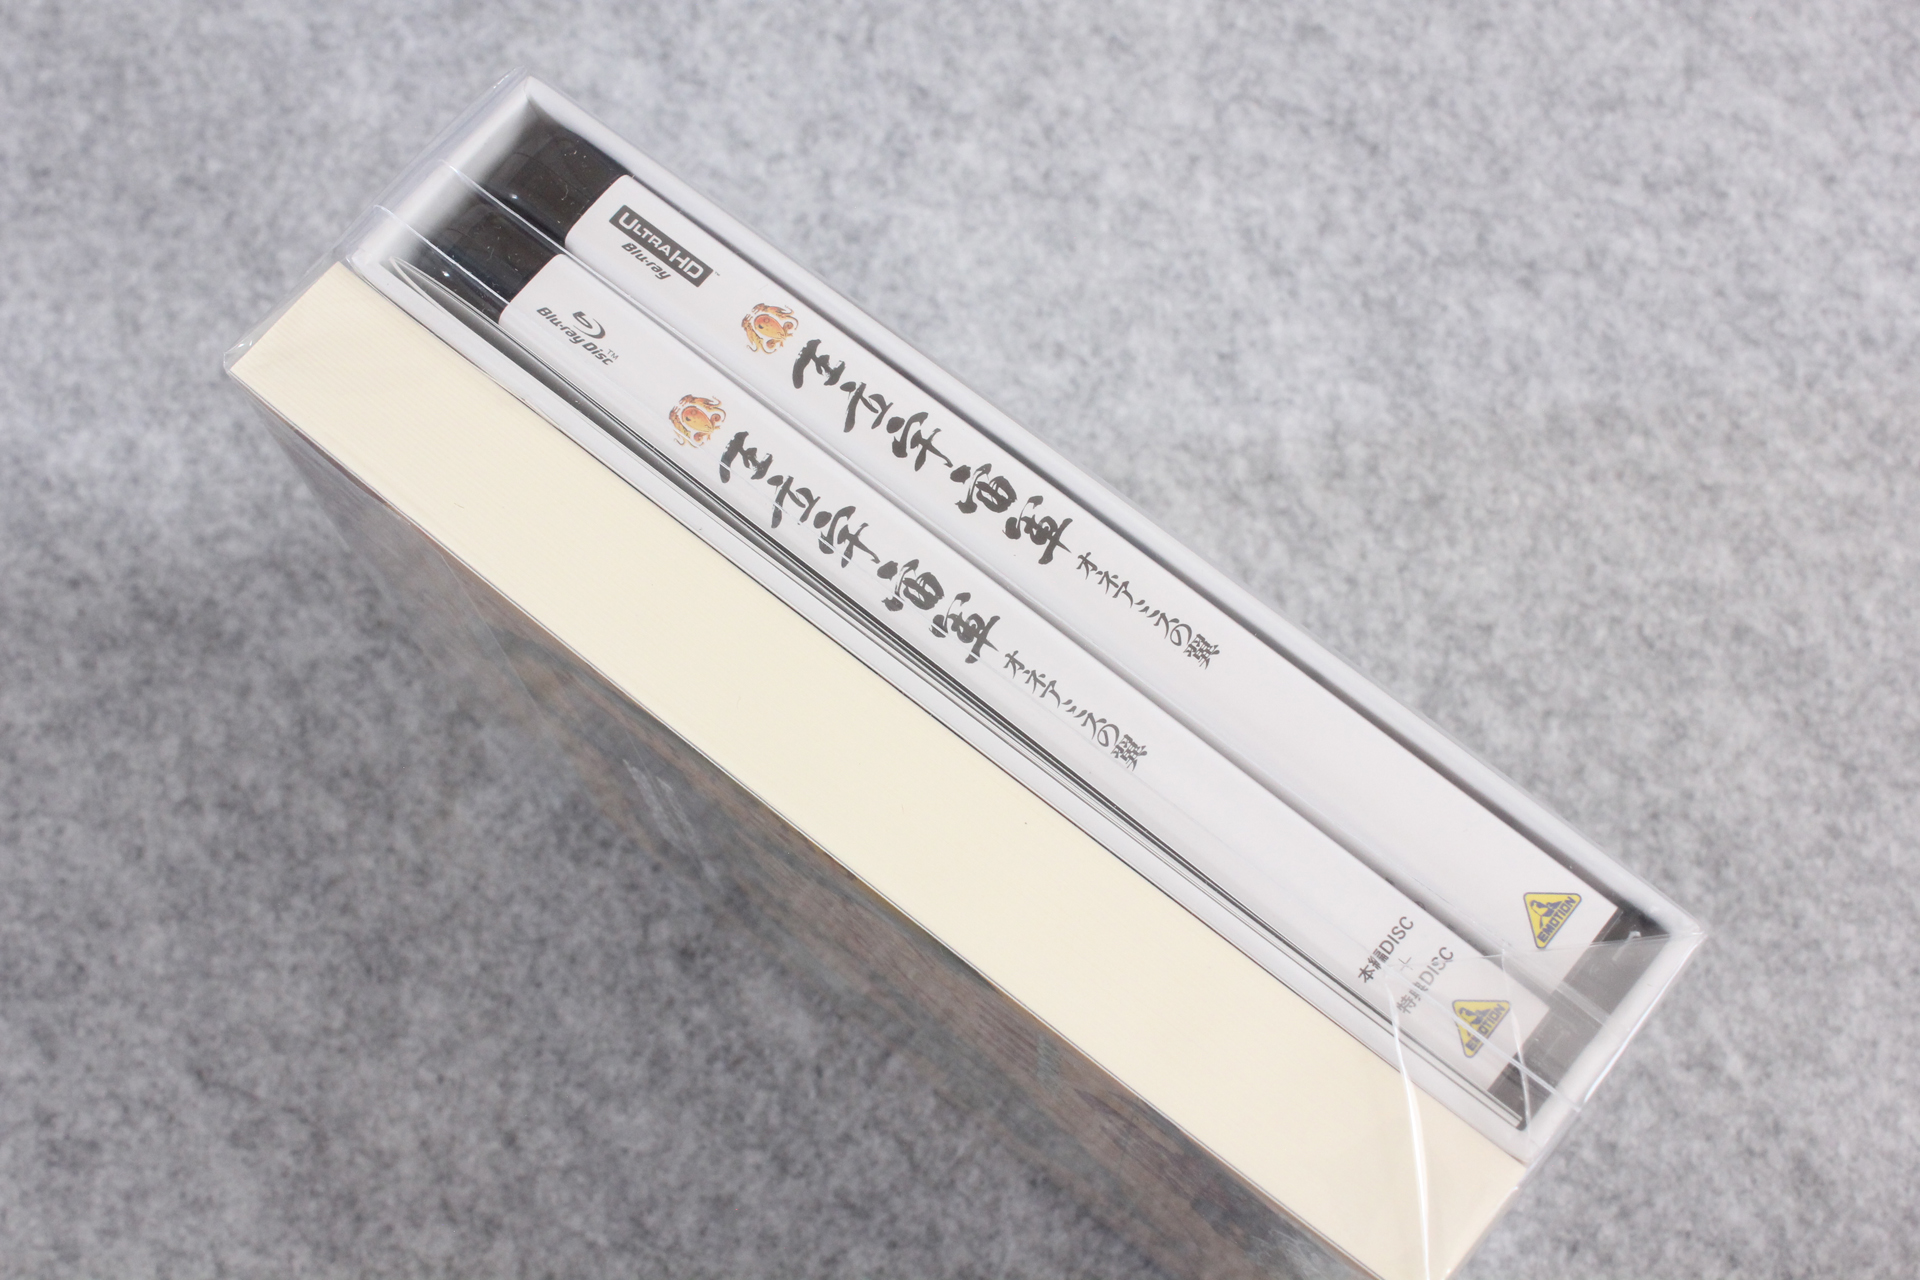 ULTRA HD™
Blu-ray
王立宇宙軍
オネアミスの翼
EMOTION
Blu-ray Disc™
王立宇宙軍
オネアミスの翼
本編DISC
+
特典DISC
EMOTION